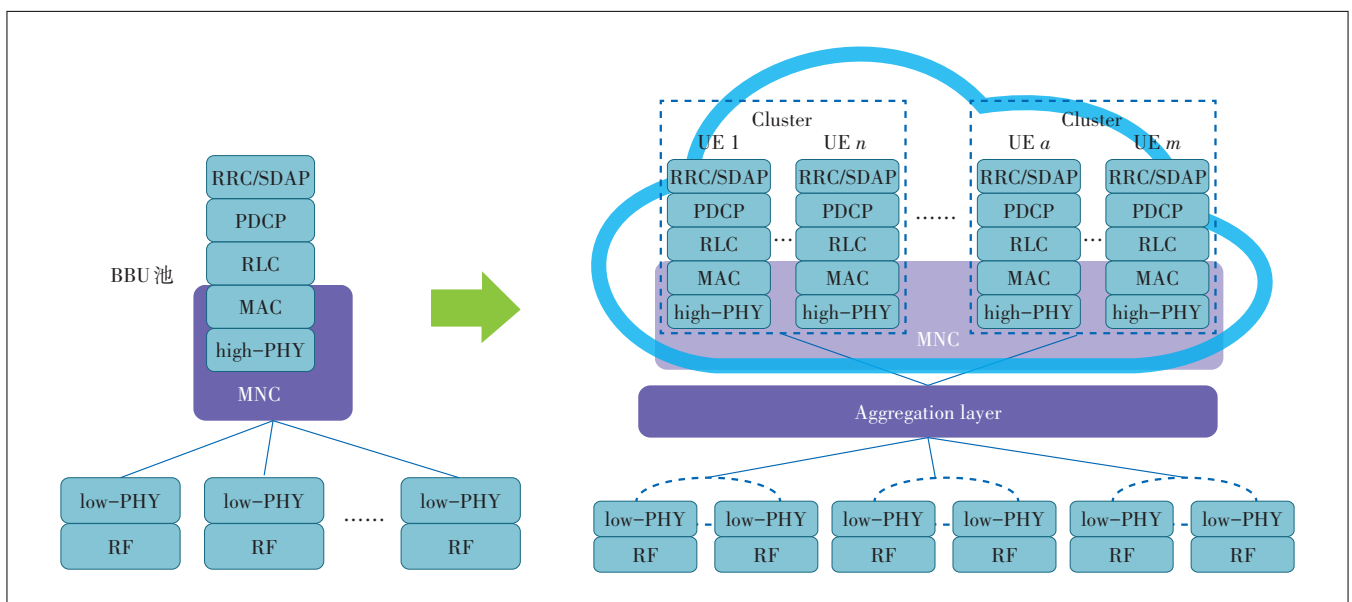 RRC/SDAP
PDCP
RLC
BBU池
MAC
high-PHY
MNC
low-PHY low-PHY …… low-PHY
RF RF RF
Cluster Cluster
UE 1 UE n UE a UE m
RRC/SDAP RRC/SDAP RRC/SDAP RRC/SDAP
PDCP PDCP …… PDCP PDCP
RLC … RLC RLC … RLC
MAC MAC MAC MAC
high-PHY high-PHY high-PHY high-PHY
MNC
Aggregation layer
low-PHY low-PHY low-PHY low-PHY low-PHY low-PHY
RF RF RF RF RF RF